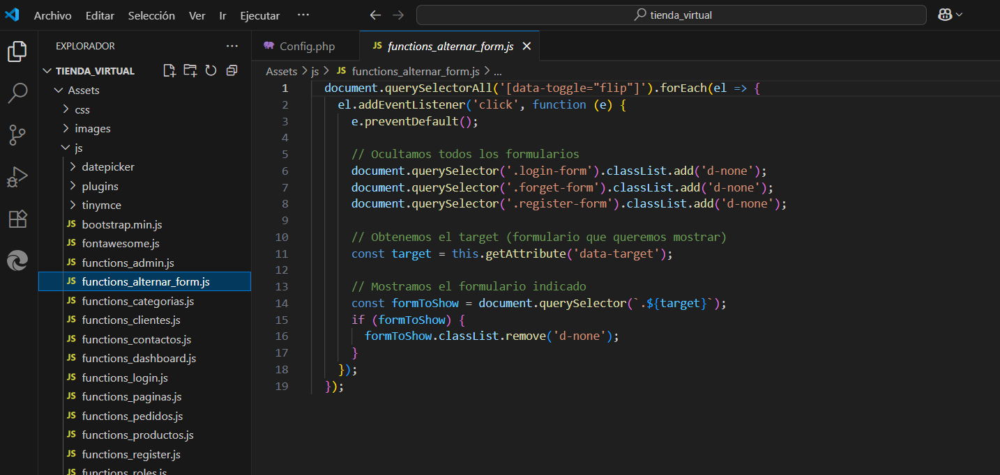 Archivo Editar Selección Ver Ir Ejecutar ··· tienda_virtual
EXPLORADOR ···
TIENDA_VIRTUAL
Assets
css
images
js
datepicker
plugins
tinymce
JS bootstrap.min.js
JS fontawesome.js
JS functions_admin.js
JS functions_alternar_form.js
JS functions_categorias.js
JS functions_clientes.js
JS functions_contactos.js
JS functions_dashboard.js
JS functions_login.js
JS functions_paginas.js
JS functions_pedidos.js
JS functions_productos.js
JS functions_register.js
JS functions_roles.js
Config.php JS functions_alternar_form.js
Assets > js > JS functions_alternar_form.js > ...
1 document.querySelectorAll('[data-toggle="flip"]').forEach(el => {
2 el.addEventListener('click', function (e) {
3 e.preventDefault();
4
5 // Ocultamos todos los formularios
6 document.querySelector('.login-form').classList.add('d-none');
7 document.querySelector('.forget-form').classList.add('d-none');
8 document.querySelector('.register-form').classList.add('d-none');
9
10 // Obtenemos el target (formulario que queremos mostrar)
11 const target = this.getAttribute('data-target');
12
13 // Mostramos el formulario indicado
14 const formToShow = document.querySelector(`.${target}`);
15 if (formToShow) {
16 formToShow.classList.remove('d-none');
17 }
18 });
19 });